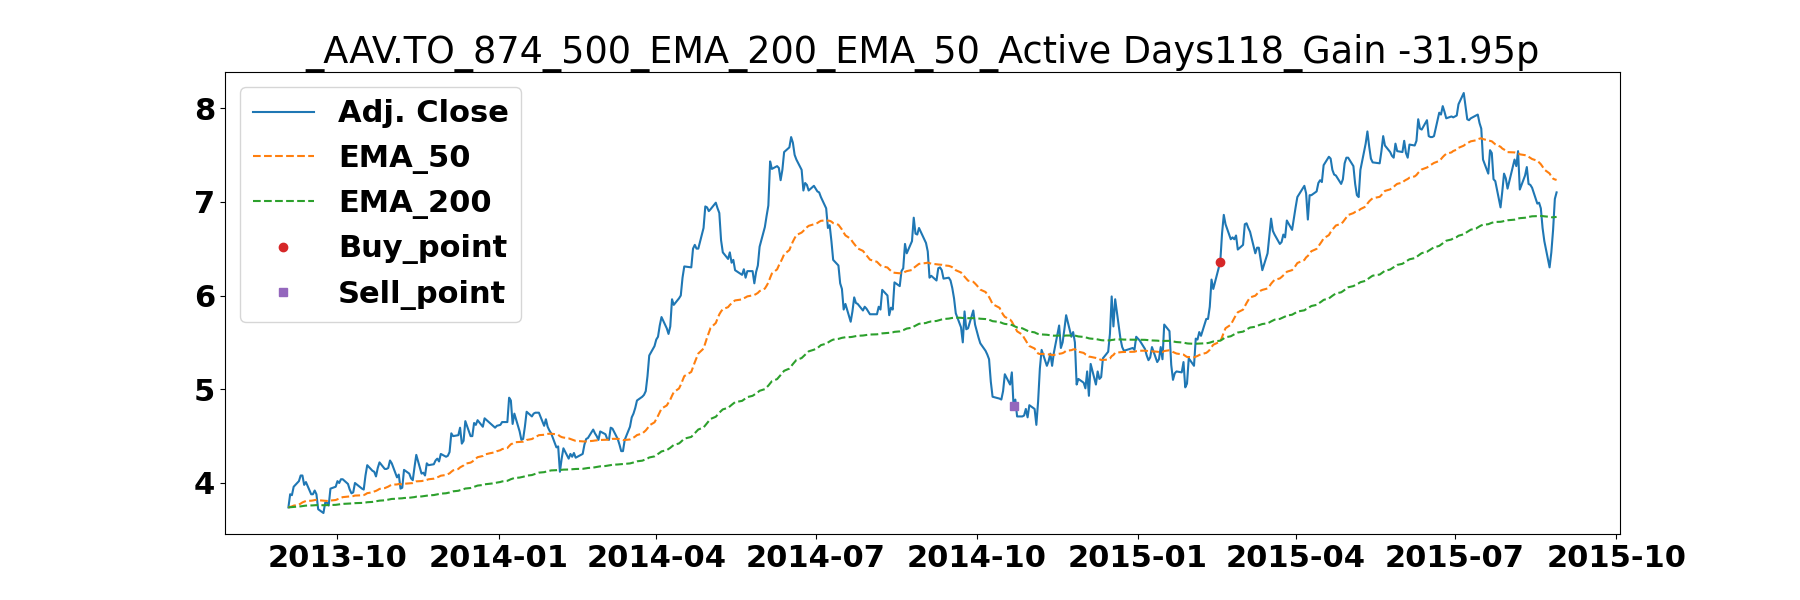 _AAV.TO_874_500_EMA_200_EMA_50_Active Days118_Gain -31.95p
Adj. Close
EMA_50
EMA_200
Buy_point
Sell_point
8
7
6
5
4
2013-10 2014-01 2014-04 2014-07 2014-10 2015-01 2015-04 2015-07 2015-10